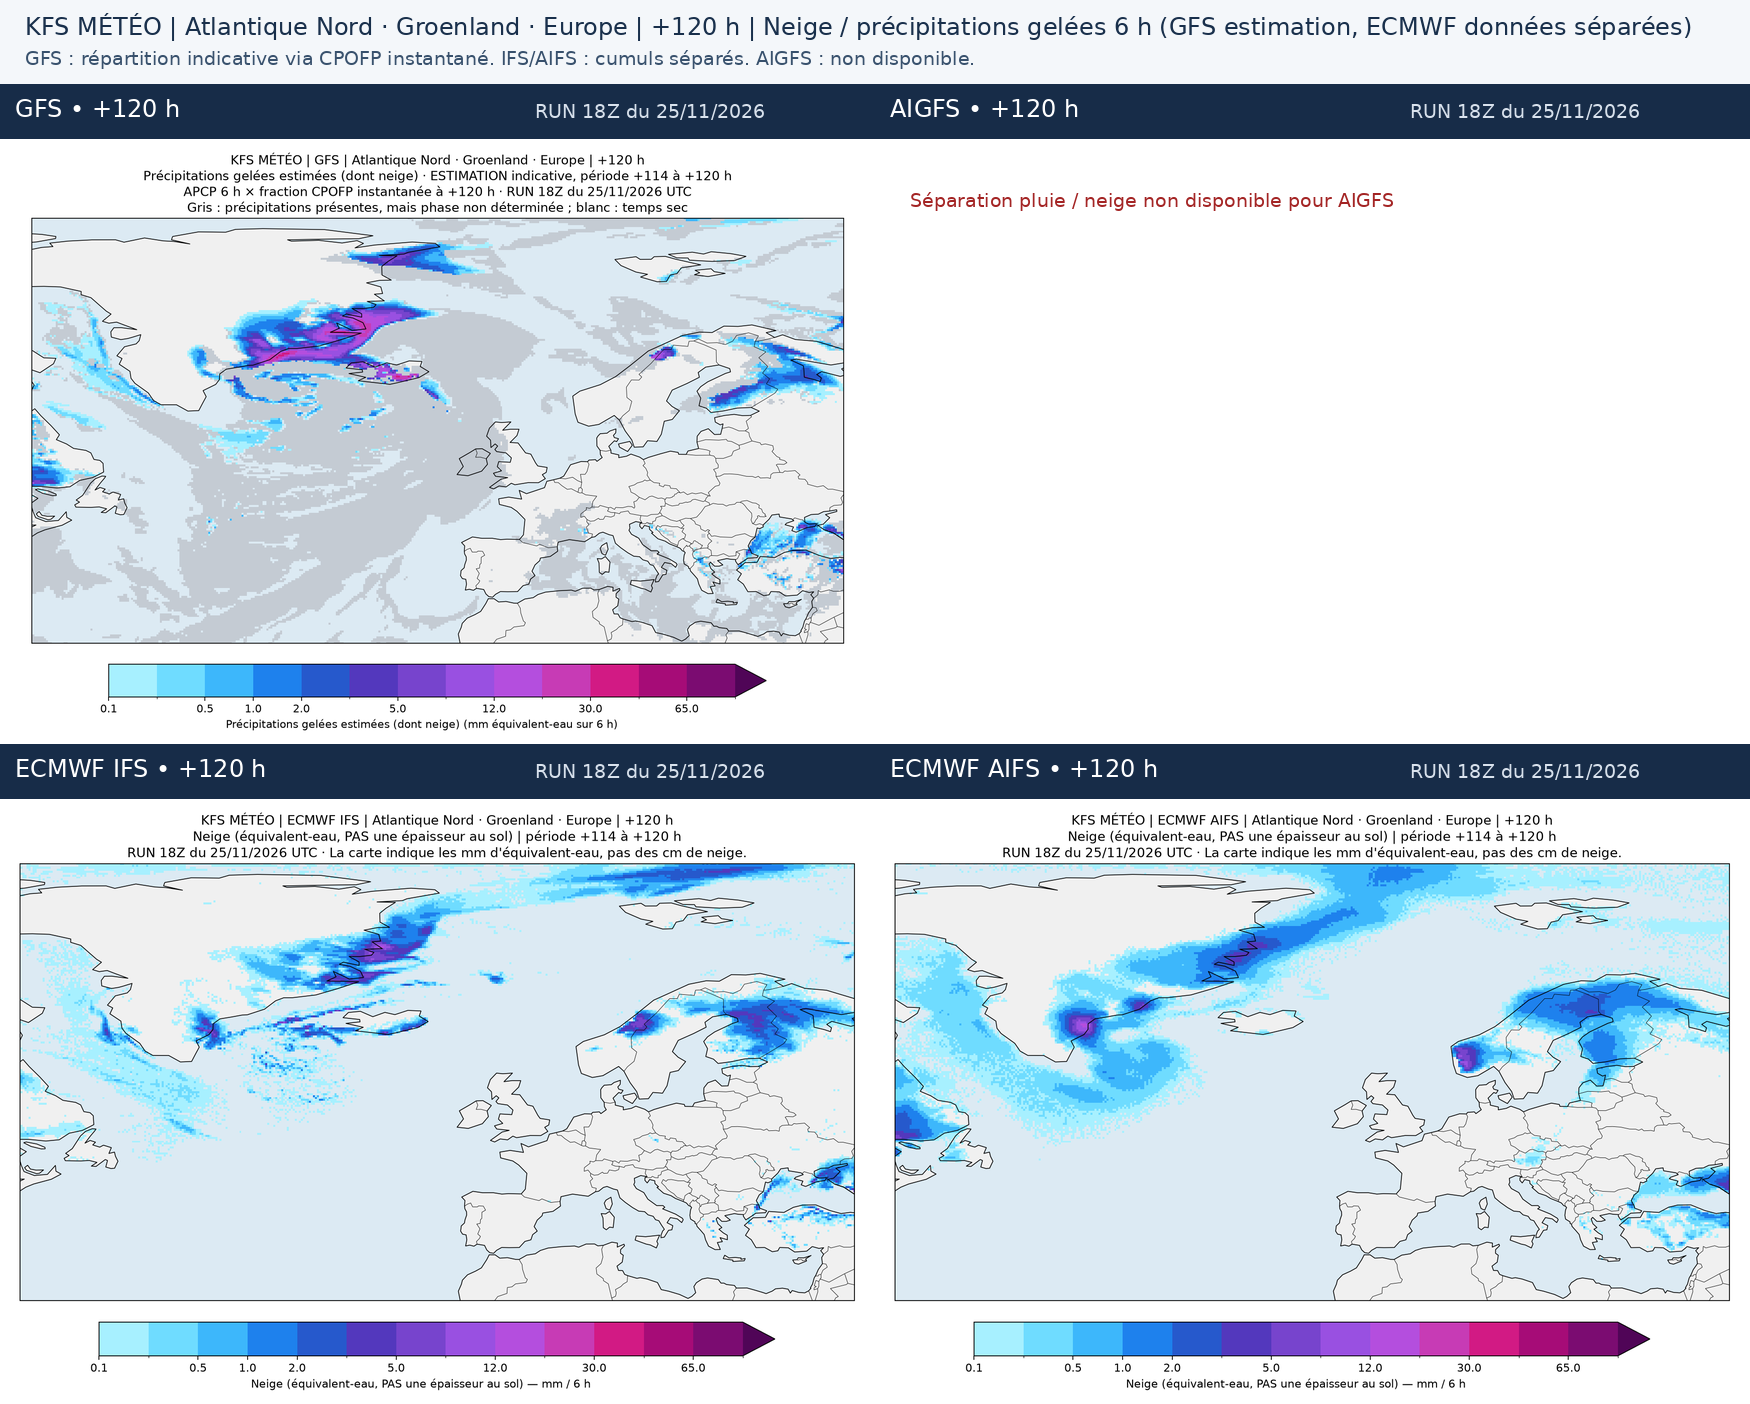 KFS MÉTÉO | Atlantique Nord · Groenland · Europe | +120 h | Neige / précipitations gelées 6 h (GFS estimation, ECMWF données séparées)
GFS : répartition indicative via CPOFP instantané. IFS/AIFS : cumuls séparés. AIGFS : non disponible.
GFS • +120 h
RUN 18Z du 25/11/2026
KFS MÉTÉO | GFS | Atlantique Nord · Groenland · Europe | +120 h
Précipitations gelées estimées (dont neige) · ESTIMATION indicative, période +114 à +120 h
APCP 6 h × fraction CPOFP instantanée à +120 h · RUN 18Z du 25/11/2026 UTC
Gris : précipitations présentes, mais phase non déterminée ; blanc : temps sec
0.1 0.5 1.0 2.0 5.0 12.0 30.0 65.0
Précipitations gelées estimées (dont neige) (mm équivalent-eau sur 6 h)
AIGFS • +120 h
RUN 18Z du 25/11/2026
Séparation pluie / neige non disponible pour AIGFS
ECMWF IFS • +120 h
RUN 18Z du 25/11/2026
KFS MÉTÉO | ECMWF IFS | Atlantique Nord · Groenland · Europe | +120 h
Neige (équivalent-eau, PAS une épaisseur au sol) | période +114 à +120 h
RUN 18Z du 25/11/2026 UTC · La carte indique les mm d'équivalent-eau, pas des cm de neige.
0.1 0.5 1.0 2.0 5.0 12.0 30.0 65.0
Neige (équivalent-eau, PAS une épaisseur au sol) — mm / 6 h
ECMWF AIFS • +120 h
RUN 18Z du 25/11/2026
KFS MÉTÉO | ECMWF AIFS | Atlantique Nord · Groenland · Europe | +120 h
Neige (équivalent-eau, PAS une épaisseur au sol) | période +114 à +120 h
RUN 18Z du 25/11/2026 UTC · La carte indique les mm d'équivalent-eau, pas des cm de neige.
0.1 0.5 1.0 2.0 5.0 12.0 30.0 65.0
Neige (équivalent-eau, PAS une épaisseur au sol) — mm / 6 h